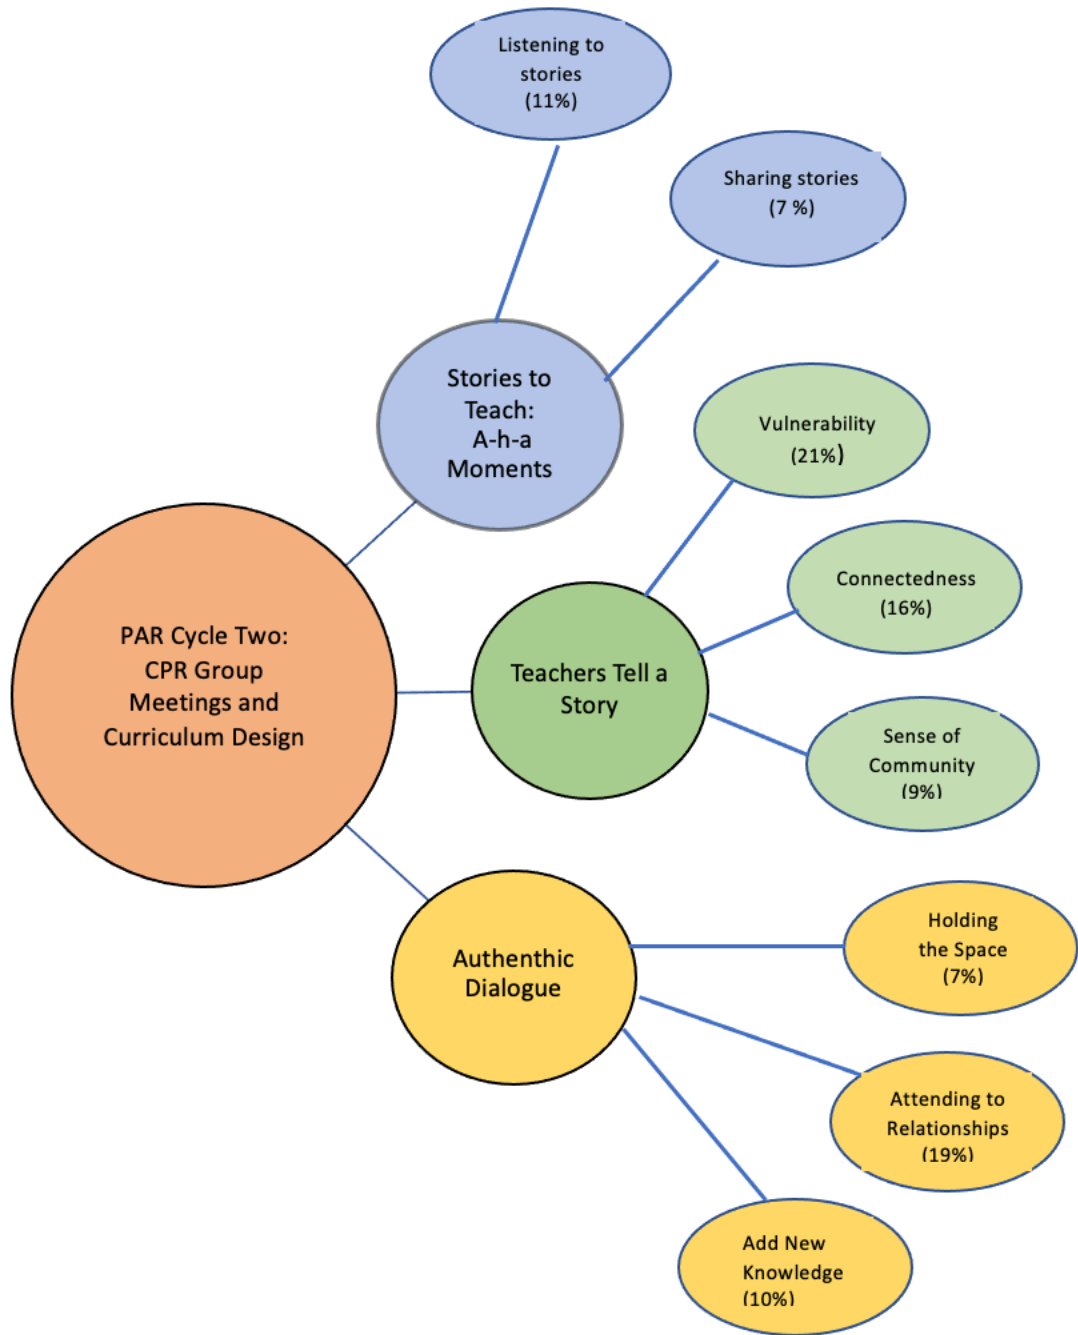 Listening to
stories
(11%)
Sharing stories
(7 %)
Stories to
Teach:
A-h-a
Moments
Vulnerability
(21%)
Connectedness
(16%)
PAR Cycle Two:
CPR Group
Meetings and
Curriculum Design
Teachers Tell a
Story
Sense of
Community
(9%)
Holding
the Space
(7%)
Authenthic
Dialogue
Attending to
Relationships
(19%)
Add New
Knowledge
(10%)